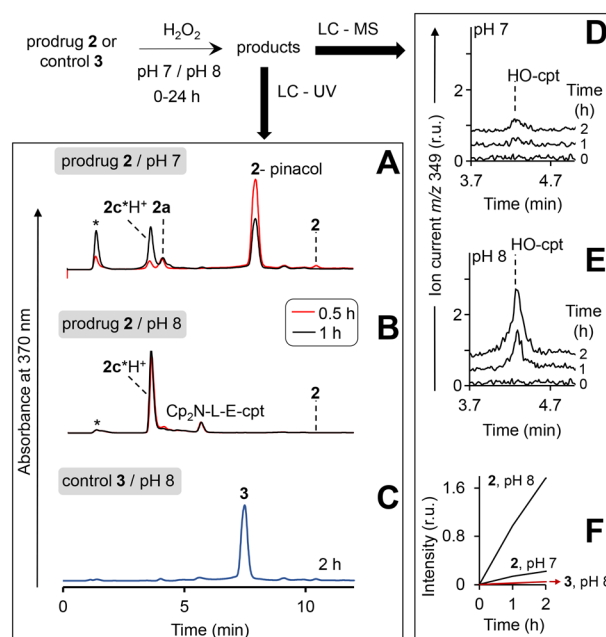 prodrug 2 or
control 3
H₂O₂
pH 7 / pH 8
0-24 h
products
LC - MS
LC - UV
Absorbance at 370 nm
prodrug 2 / pH 7
A
2- pinacol
2c*H⁺ 2a
*
2
0.5 h
1 h
prodrug 2 / pH 8
B
2c*H⁺
Cp₂N-L-E-cpt
*
2
control 3 / pH 8
C
3
2 h
0 5 10
Time (min)
Ion current m/z 349 (r.u.)
pH 7
D
HO-cpt
Time
(h)
2
2
1
0
0
3.7 4.7
Time (min)
pH 8
E
HO-cpt
Time
(h)
2
2
1
0
0
3.7 4.7
Time (min)
F
Intensity (r.u.)
1.6
0.8
0
2, pH 8
2, pH 7
3, pH 8
0 1 2
Time (h)